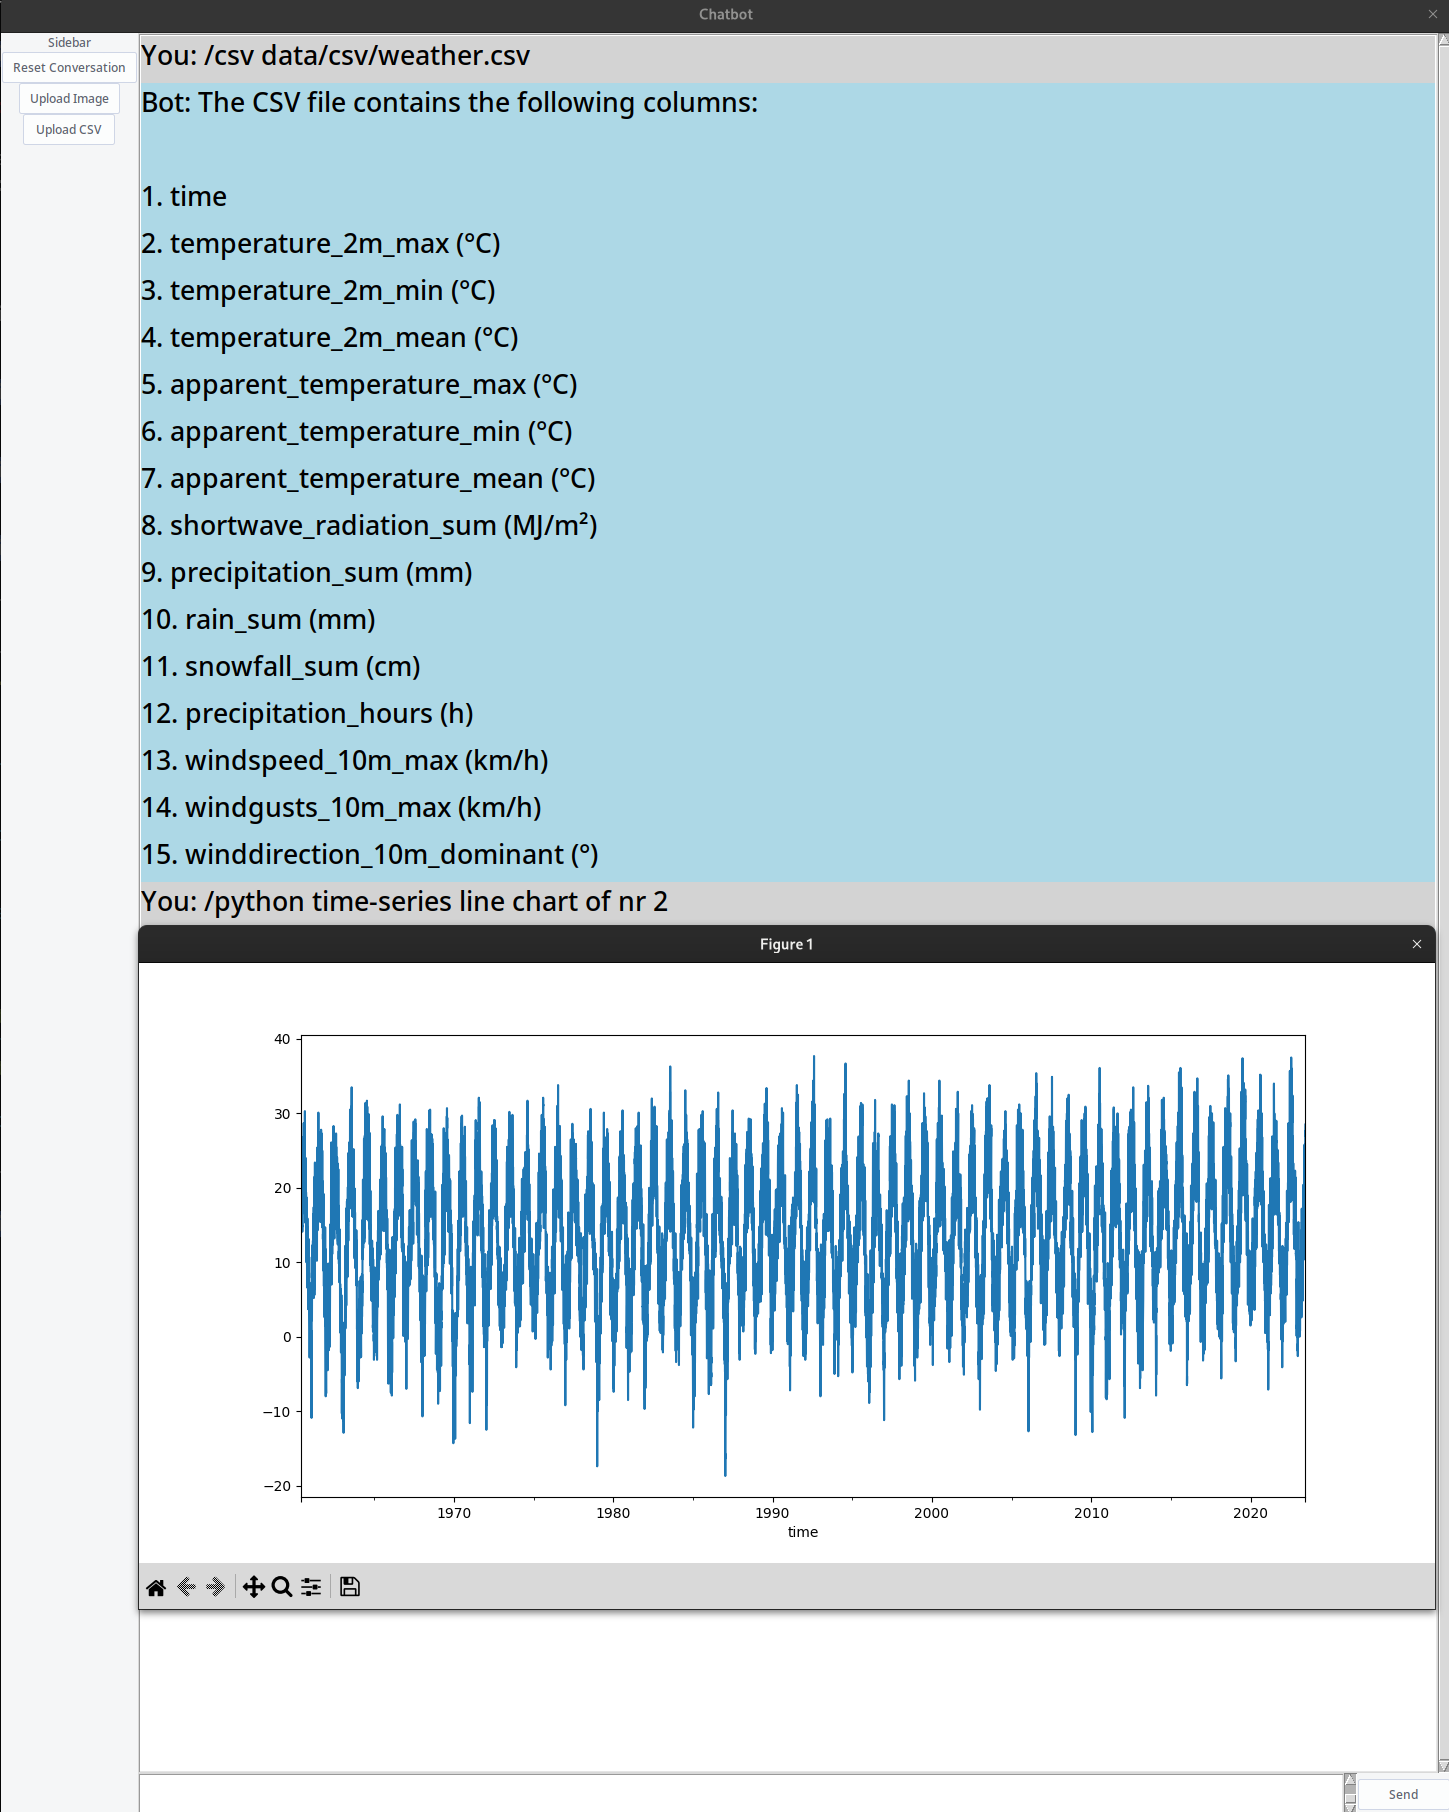 Chatbot
Sidebar
Reset Conversation
Upload Image
Upload CSV
You: /csv data/csv/weather.csv
Bot: The CSV file contains the following columns:
1. time
2. temperature_2m_max (°C)
3. temperature_2m_min (°C)
4. temperature_2m_mean (°C)
5. apparent_temperature_max (°C)
6. apparent_temperature_min (°C)
7. apparent_temperature_mean (°C)
8. shortwave_radiation_sum (MJ/m²)
9. precipitation_sum (mm)
10. rain_sum (mm)
11. snowfall_sum (cm)
12. precipitation_hours (h)
13. windspeed_10m_max (km/h)
14. windgusts_10m_max (km/h)
15. winddirection_10m_dominant (°)
You: /python time-series line chart of nr 2
Figure 1
40
30
20
10
0
−10
−20
1970 1980 1990 2000 2010 2020
time
Send